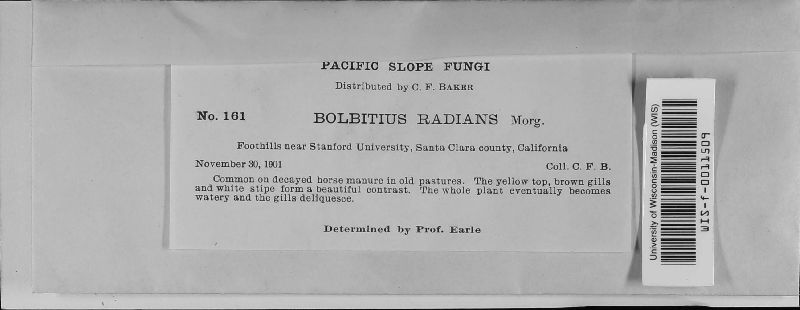 PACIFIC SLOPE FUNGI
Distributed by C. F. BAKER
No. 161 BOLBITIUS RADIANS Morg.
Foothills near Stanford University, Santa Clara county, California
November 30, 1901 Coll. C. F. B.
Common on decayed horse manure in old pastures. The yellow top, brown gills
and white stipe form a beautiful contrast. The whole plant eventually becomes
watery and the gills deliquesce.
Determined by Prof. Earle
University of Wisconsin-Madison (WIS)
WIS-f-0011509